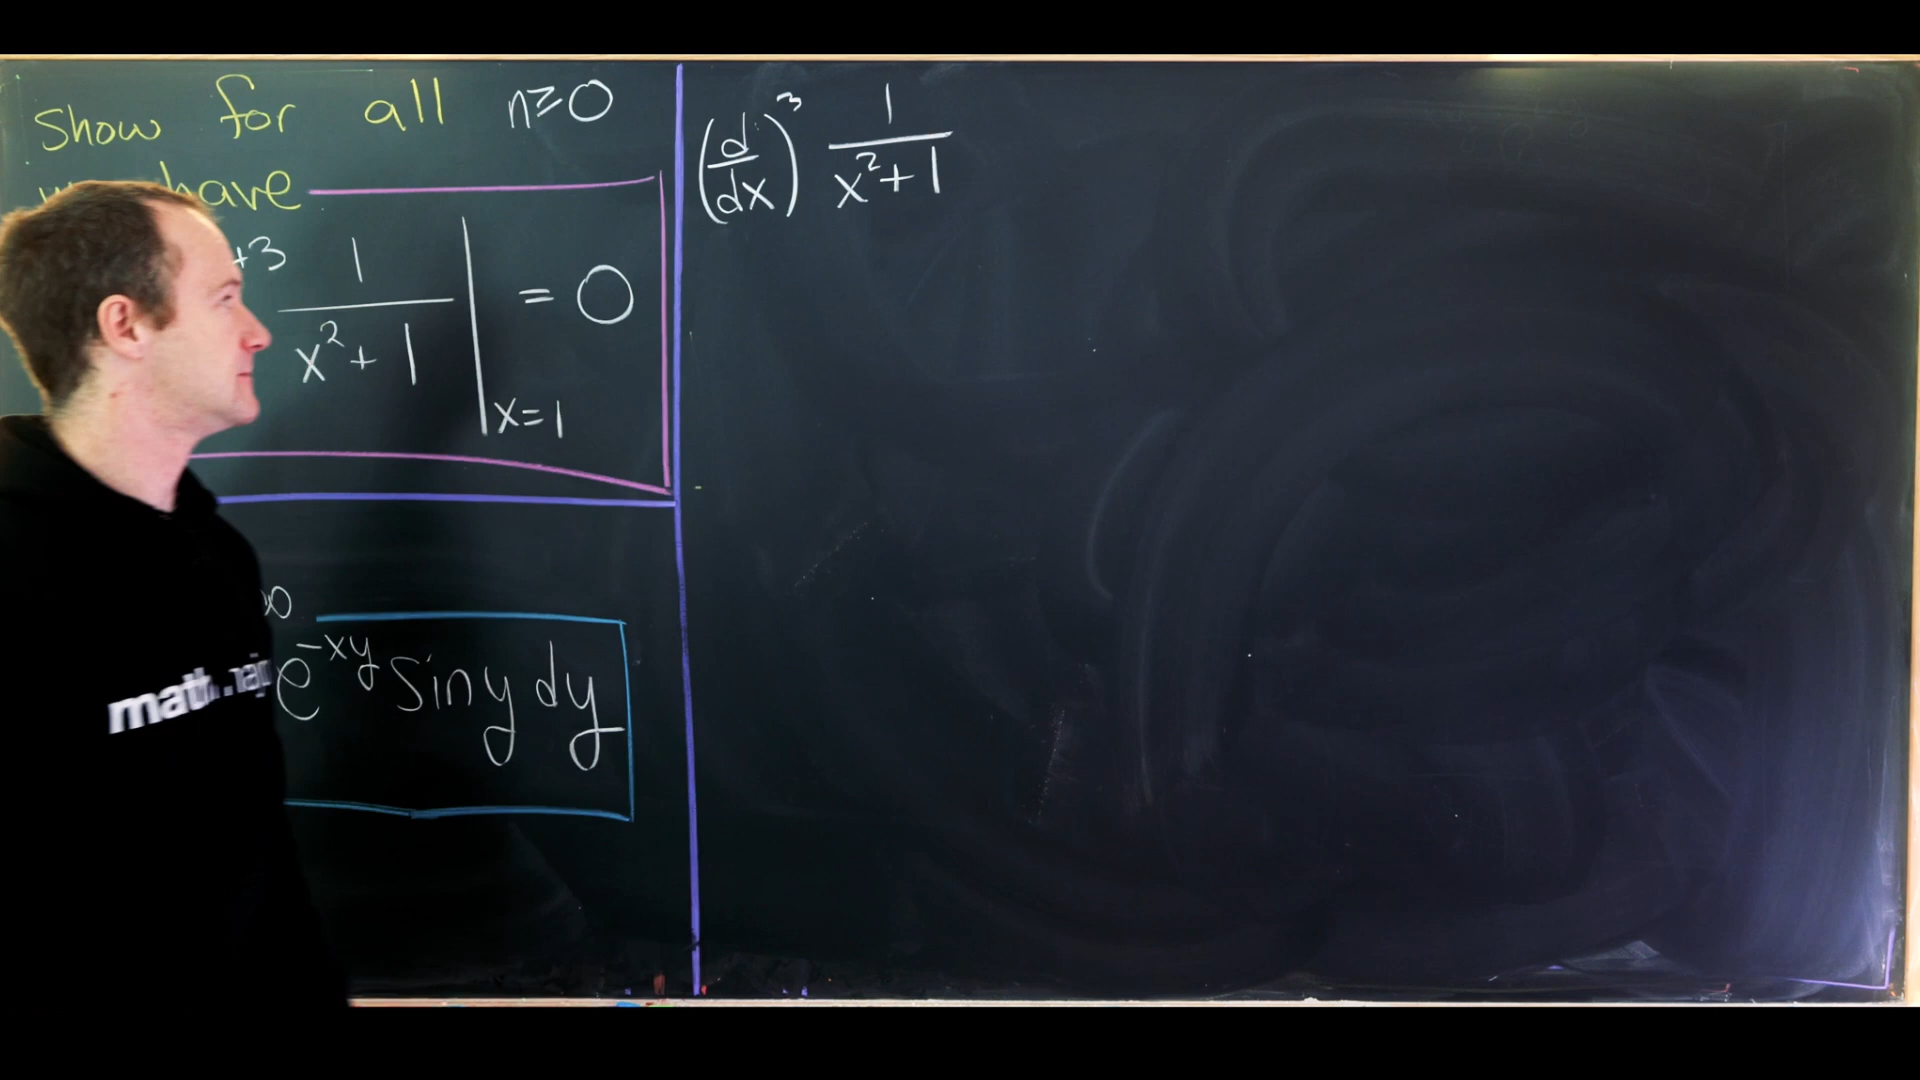 Show for all n≥0
have
+3 1/(x²+1) |x=1 = 0
∞
e^-xy sin y dy
(d/dx)³ 1/(x²+1)
math.major